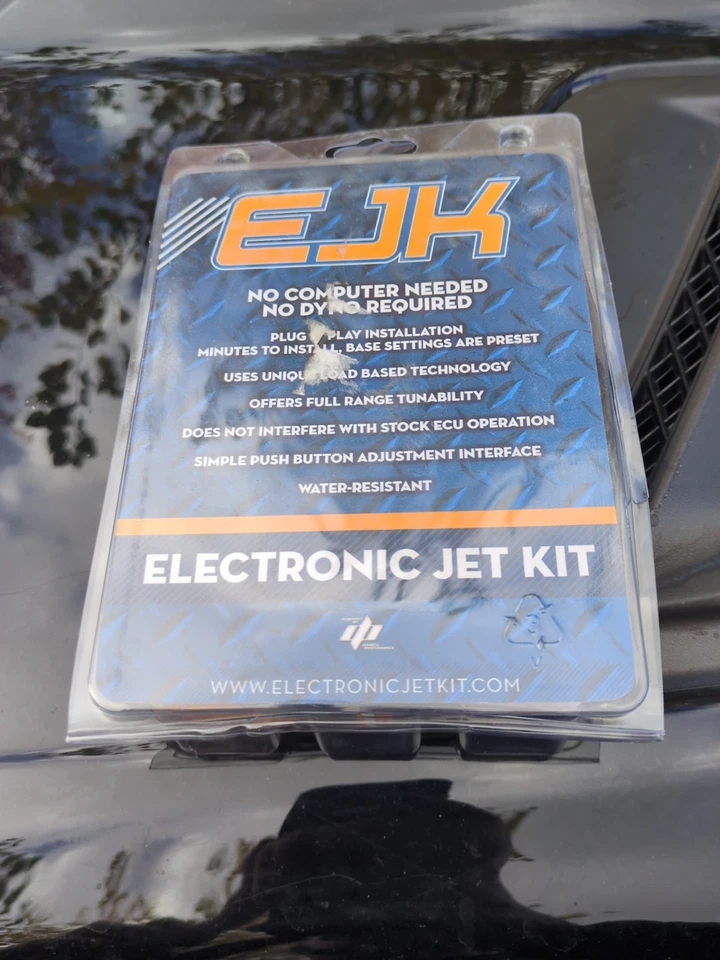 EJK
NO COMPUTER NEEDED
NO DYNO REQUIRED
PLUG PLAY INSTALLATION
MINUTES TO INSTALL, BASE SETTINGS ARE PRESET
USES UNIQUE LOAD BASED TECHNOLOGY
OFFERS FULL RANGE TUNABILITY
DOES NOT INTERFERE WITH STOCK ECU OPERATION
SIMPLE PUSH BUTTON ADJUSTMENT INTERFACE
WATER-RESISTANT
ELECTRONIC JET KIT
WWW.ELECTRONICJETKIT.COM